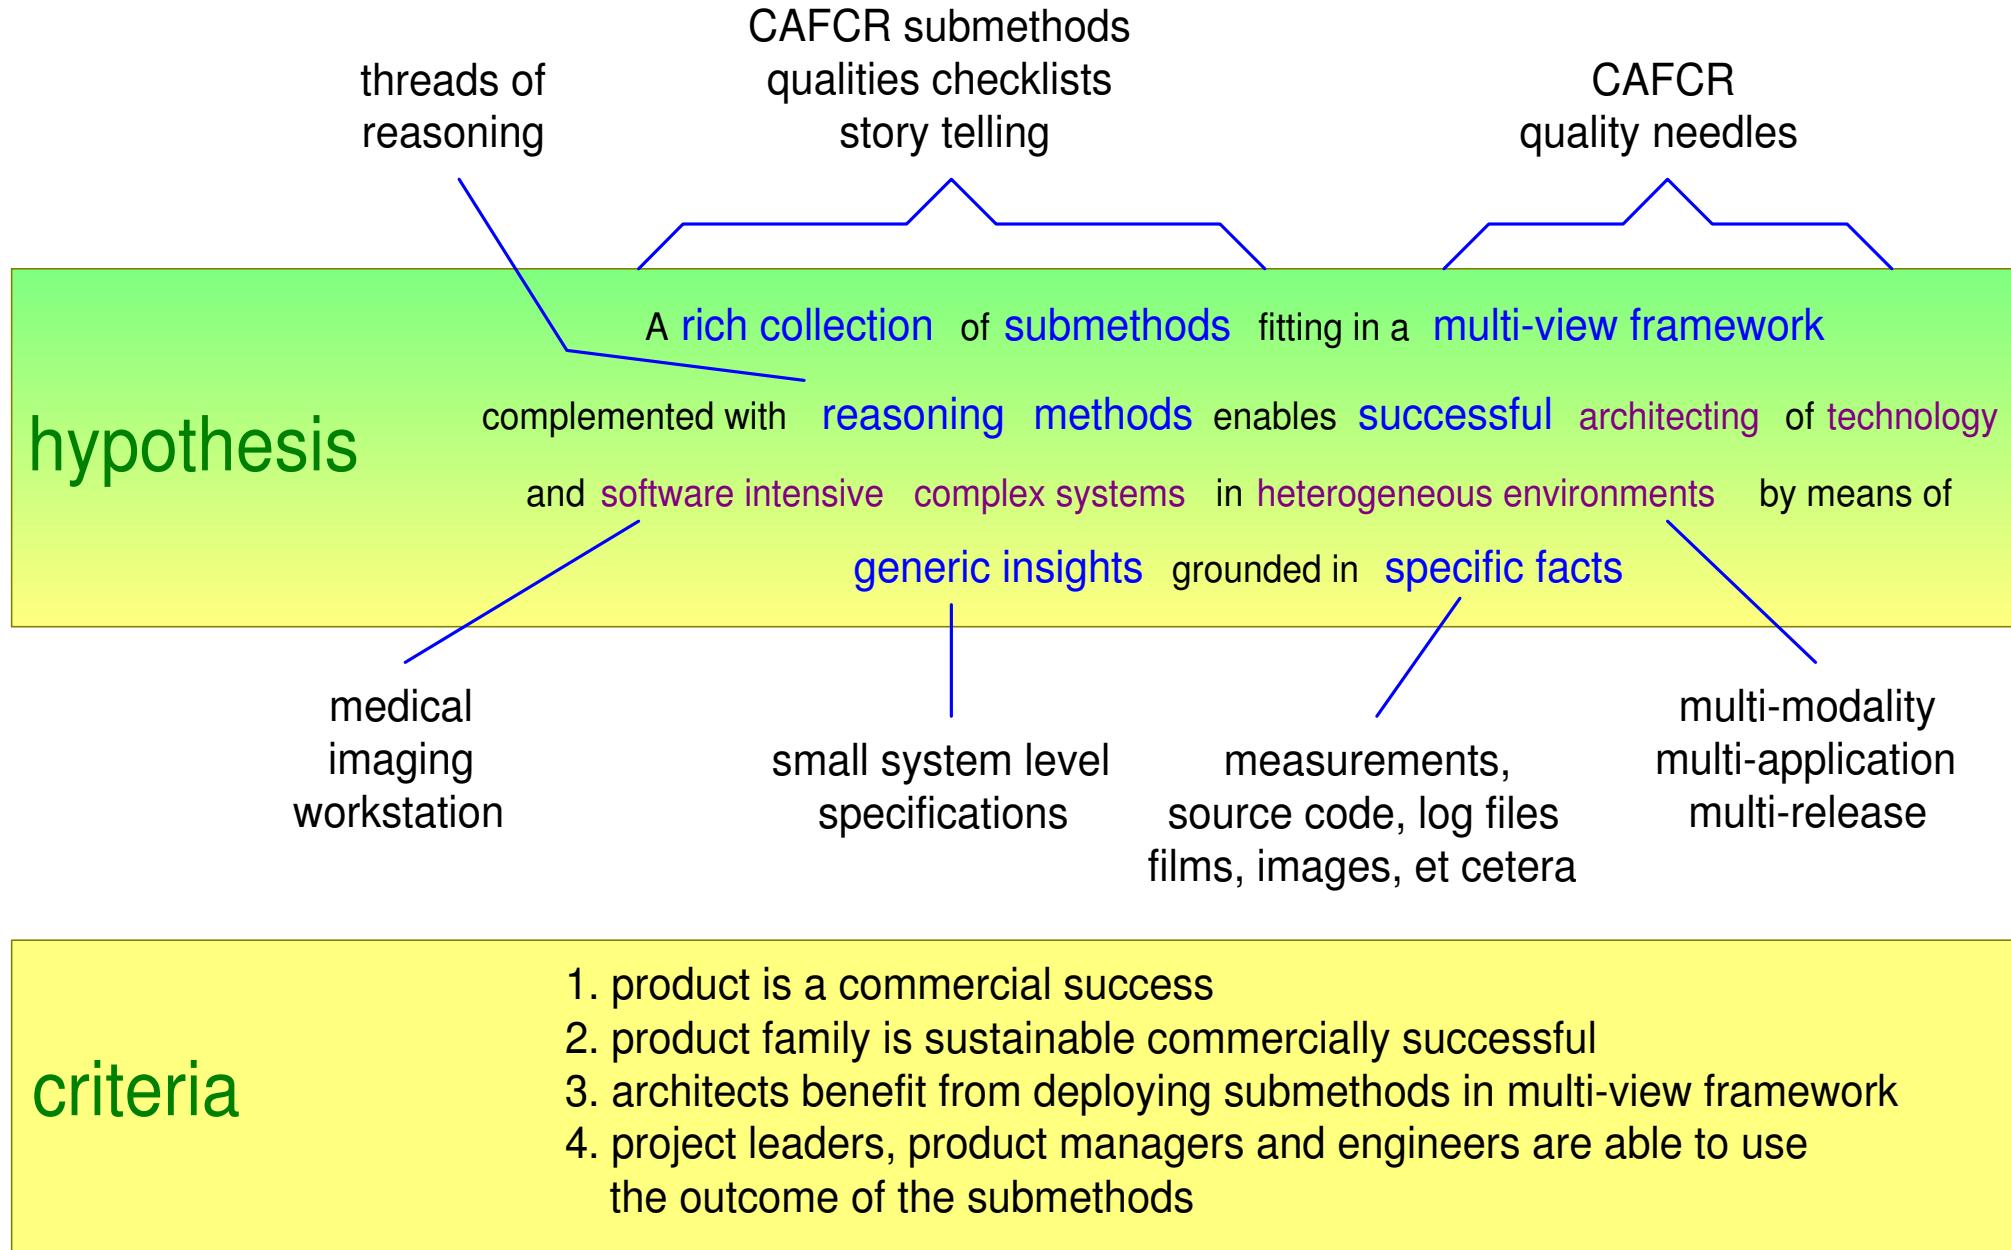 CAFCR submethods
qualities checklists
story telling
threads of
reasoning
CAFCR
quality needles
hypothesis
A rich collection of submethods fitting in a multi-view framework
complemented with reasoning methods enables successful architecting of technology
and software intensive complex systems in heterogeneous environments by means of
generic insights grounded in specific facts
medical
imaging
workstation
small system level
specifications
measurements,
source code, log files
films, images, et cetera
multi-modality
multi-application
multi-release
criteria
1. product is a commercial success
2. product family is sustainable commercially successful
3. architects benefit from deploying submethods in multi-view framework
4. project leaders, product managers and engineers are able to use
the outcome of the submethods